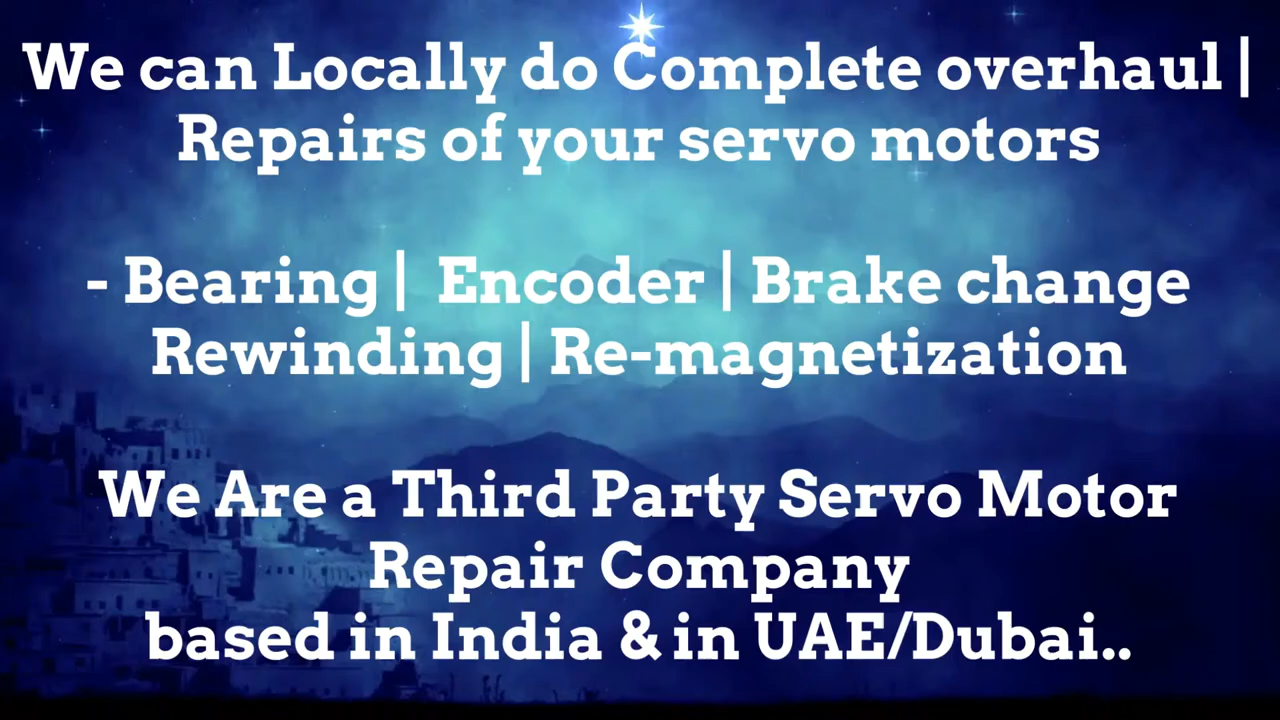 We can Locally do Complete overhaul |
Repairs of your servo motors
- Bearing | Encoder | Brake change
Rewinding | Re-magnetization
We Are a Third Party Servo Motor
Repair Company
based in India & in UAE/Dubai..